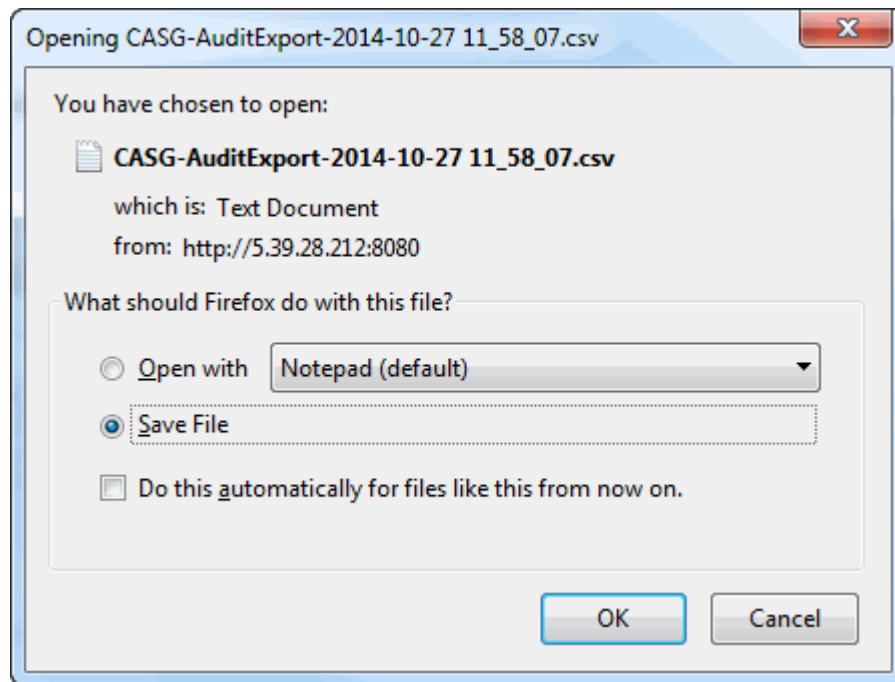 Opening CASG-AuditExport-2014-10-27 11_58_07.csv
You have chosen to open:
CASG-AuditExport-2014-10-27 11_58_07.csv
which is: Text Document
from: http://5.39.28.212:8080
What should Firefox do with this file?
Open with Notepad (default)
Save File
Do this automatically for files like this from now on.
OK Cancel